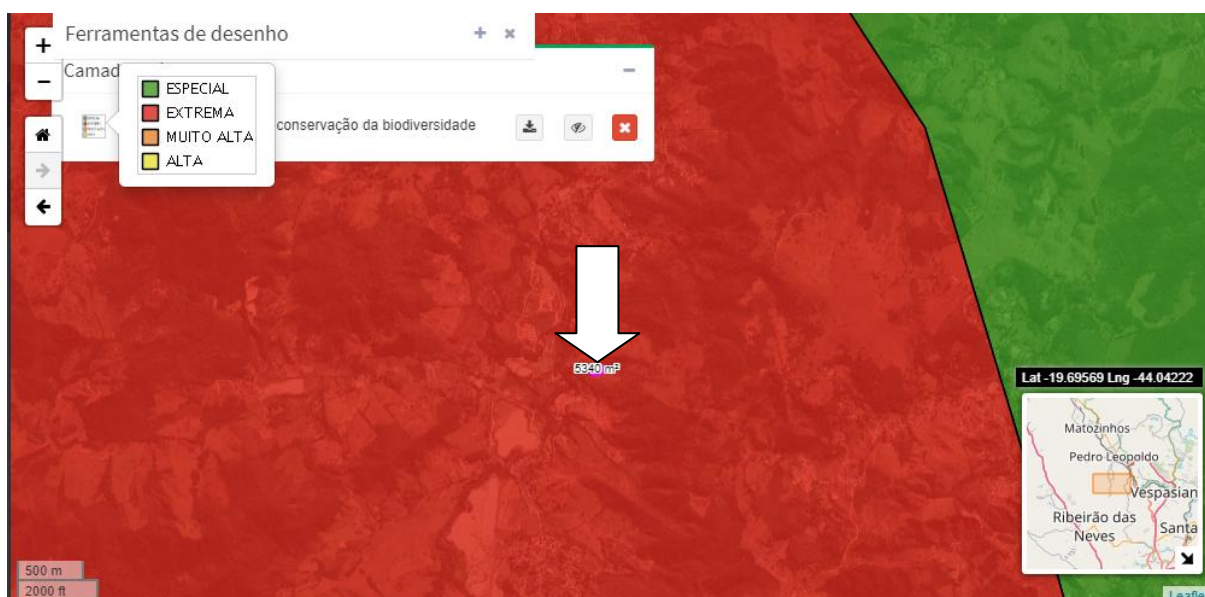 Ferramentas de desenho
Camad
ESPECIAL
EXTREMA
MUITO ALTA
ALTA
conservação da biodiversidade
5340 m²
Lat -19.69569 Lng -44.04222
Matozinhos
Pedro Leopoldo
Vespasian
Ribeirão das
Neves
Santa
500 m
2000 ft
Leafle